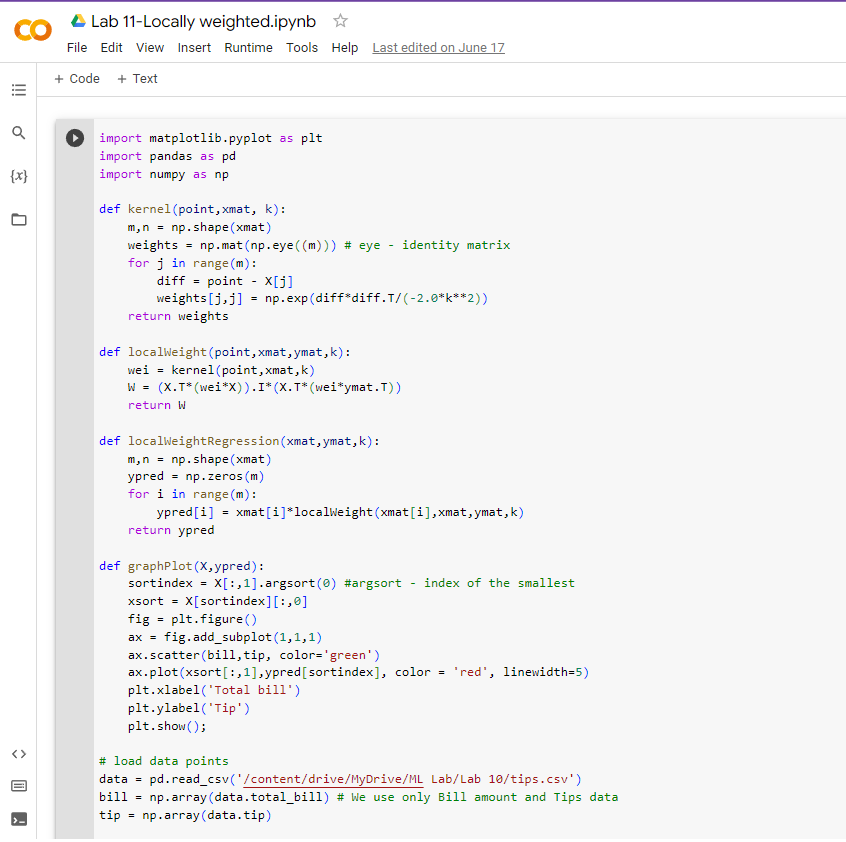 Lab 11-Locally weighted.ipynb
File Edit View Insert Runtime Tools Help Last edited on June 17
+ Code + Text
import matplotlib.pyplot as plt
import pandas as pd
import numpy as np
def kernel(point,xmat, k):
m,n = np.shape(xmat)
weights = np.mat(np.eye((m))) # eye - identity matrix
for j in range(m):
diff = point - X[j]
weights[j,j] = np.exp(diff*diff.T/(-2.0*k**2))
return weights
def localWeight(point,xmat,ymat,k):
wei = kernel(point,xmat,k)
W = (X.T*(wei*X)).I*(X.T*(wei*ymat.T))
return W
def localWeightRegression(xmat,ymat,k):
m,n = np.shape(xmat)
ypred = np.zeros(m)
for i in range(m):
ypred[i] = xmat[i]*localWeight(xmat[i],xmat,ymat,k)
return ypred
def graphPlot(X,ypred):
sortindex = X[:,1].argsort(0) #argsort - index of the smallest
xsort = X[sortindex][:,0]
fig = plt.figure()
ax = fig.add_subplot(1,1,1)
ax.scatter(bill,tip, color='green')
ax.plot(xsort[:,1],ypred[sortindex], color = 'red', linewidth=5)
plt.xlabel('Total bill')
plt.ylabel('Tip')
plt.show();
# load data points
data = pd.read_csv('/content/drive/MyDrive/ML Lab/Lab 10/tips.csv')
bill = np.array(data.total_bill) # We use only Bill amount and Tips data
tip = np.array(data.tip)